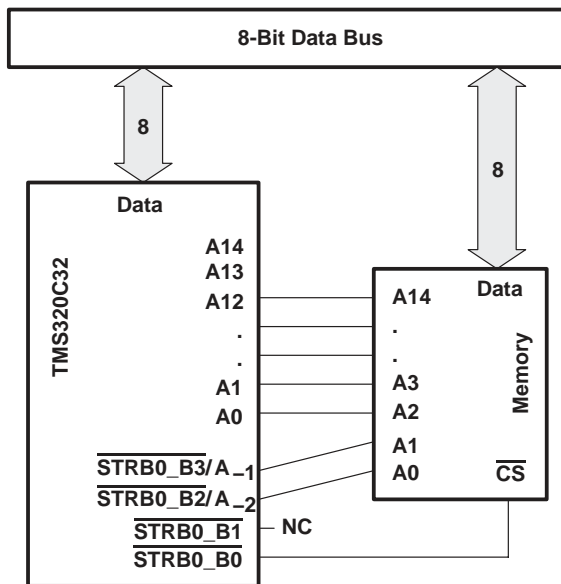 8-Bit Data Bus
8
8
Data
TMS320C32
A14
A13
A12
.
.
A1
A0
STRB0_B3/A–1
STRB0_B2/A–2
STRB0_B1
NC
STRB0_B0
Data
Memory
A14
.
.
A3
A2
A1
A0
CS